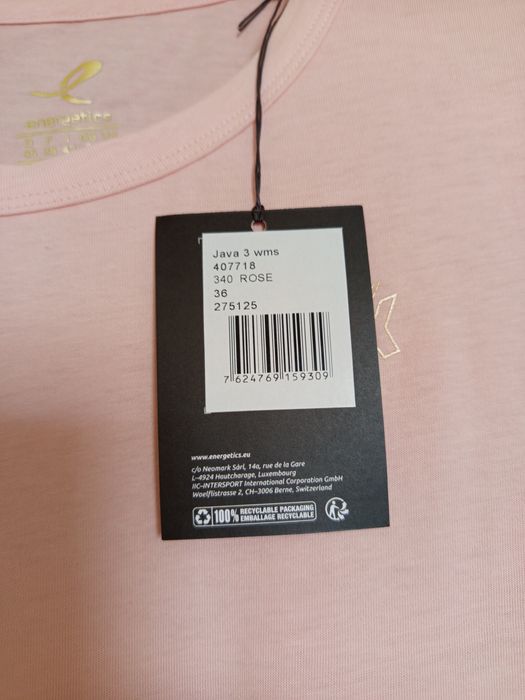 energetics
Java 3 wms
407718
340 ROSE
36
275125
7 624769 159309
www.energetics.eu
c/o Neomark Sárl, 14a, rue de la Gare
L-4924 Hautcharage, Luxembourg
IIC-INTERSPORT International Corporation GmbH
Woelflistrasse 2, CH-3006 Berne, Switzerland
100% RECYCLABLE PACKAGING
EMBALLAGE RECYCLABLE